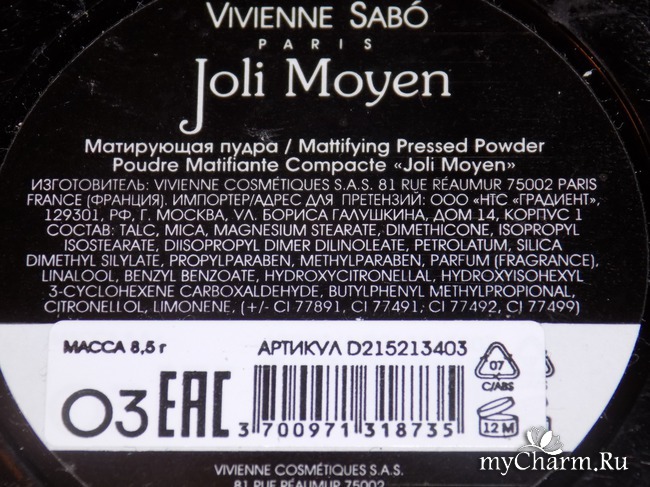 VIVIENNE SABÓ
PARIS
Joli Moyen
Матирующая пудра / Mattifying Pressed Powder
Poudre Matifiante Compacte «Joli Moyen»
ИЗГОТОВИТЕЛЬ: VIVIENNE COSMÉTIQUES S.A.S. 81 RUE RÉAUMUR 75002 PARIS
FRANCE (ФРАНЦИЯ). ИМПОРТЕР/АДРЕС ДЛЯ ПРЕТЕНЗИЙ: ООО «НТС «ГРАДИЕНТ»,
129301, РФ, Г. МОСКВА, УЛ. БОРИСА ГАЛУШКИНА, ДОМ 14, КОРПУС 1
СОСТАВ: TALC, MICA, MAGNESIUM STEARATE, DIMETHICONE, ISOPROPYL
ISOSTEARATE, DIISOPROPYL DIMER DILINOLEATE, PETROLATUM, SILICA
DIMETHYL SILYLATE, PROPYLPARABEN, METHYLPARABEN, PARFUM (FRAGRANCE),
LINALOOL, BENZYL BENZOATE, HYDROXYCITRONELLAL, HYDROXYISOHEXYL
3-CYCLOHEXENE CARBOXALDEHYDE, BUTYLPHENYL METHYLPROPIONAL,
CITRONELLOL, LIMONENE, (+/- CI 77891, CI 77491, CI 77492, CI 77499)
МАССА 8,5 г АРТИКУЛ D215213403
03 EAC
07
C/ABS
12 M
3 700971 318735
VIVIENNE COSMÉTIQUES SAS
81 RUE RÉAUMUR 75002
myCharm.Ru